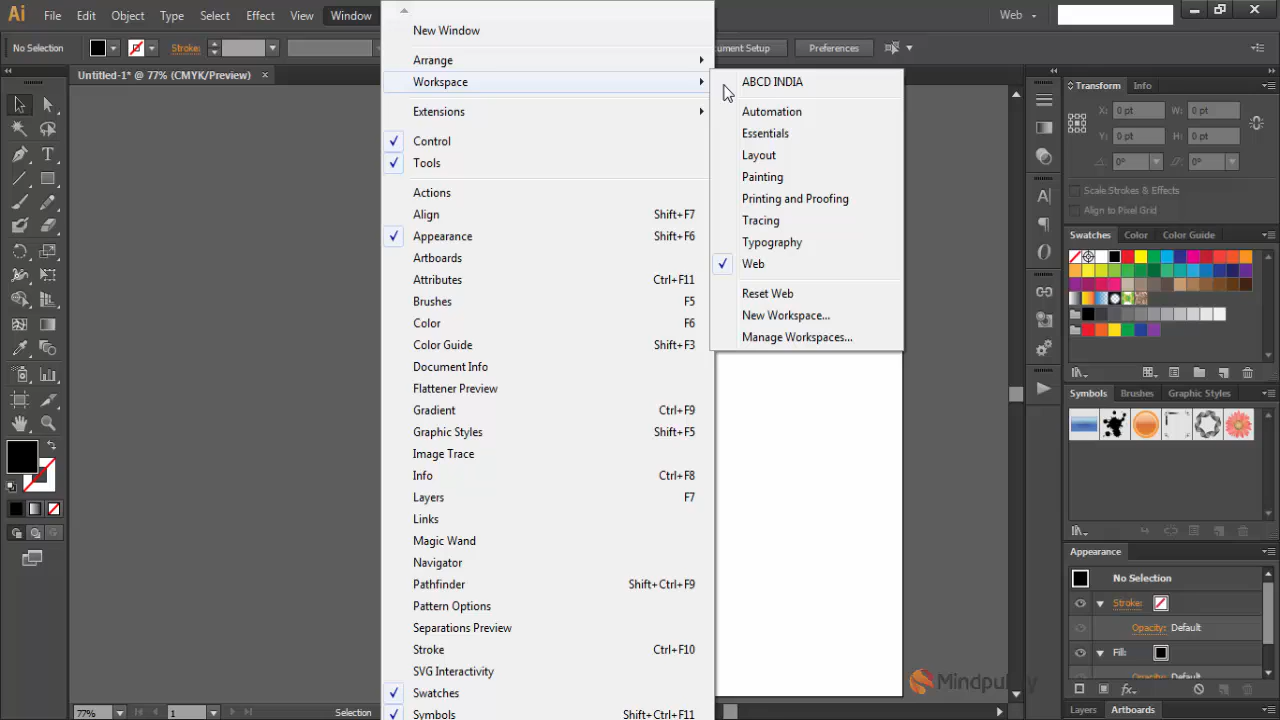 Ai File Edit Object Type Select Effect View Window
Web
No Selection
Stroke:
Preferences
Untitled-1* @ 77% (CMYK/Preview) ×
New Window
Arrange
Workspace
Extensions
Control
Tools
Actions
Align Shift+F7
Appearance Shift+F6
Artboards
Attributes Ctrl+F11
Brushes F5
Color F6
Color Guide Shift+F3
Document Info
Flattener Preview
Gradient Ctrl+F9
Graphic Styles Shift+F5
Image Trace
Info Ctrl+F8
Layers F7
Links
Magic Wand
Navigator
Pathfinder Shift+Ctrl+F9
Pattern Options
Separations Preview
Stroke Ctrl+F10
SVG Interactivity
Swatches
Symbols Shift+Ctrl+F11
ABCD INDIA
Automation
Essentials
Layout
Painting
Printing and Proofing
Tracing
Typography
Web
Reset Web
New Workspace...
Manage Workspaces...
Transform Info
X: 0 pt W: 0 pt
Y: 0 pt H: 0 pt
0° 0°
Scale Strokes & Effects
Align to Pixel Grid
Swatches Color Color Guide
Symbols Brushes Graphic Styles
Appearance
No Selection
Stroke:
Opacity: Default
Fill:
Layers Artboards
77% 1 Selection